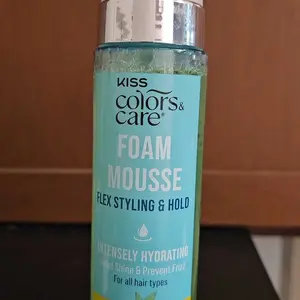 KISS
colors &
care®
FOAM
MOUSSE
FLEX STYLING & HOLD
INTENSELY HYDRATING
Shine & Prevent Frizz
For all hair types